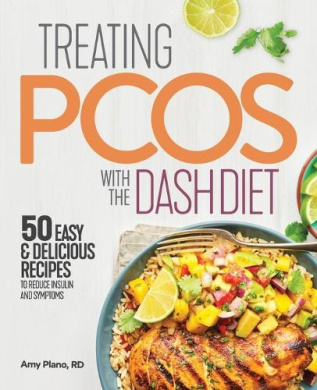 TREATING
PCOS
WITH
THE
DASH DIET
50 EASY
& DELICIOUS
RECIPES
TO REDUCE INSULIN
AND SYMPTOMS
Amy Plano, RD